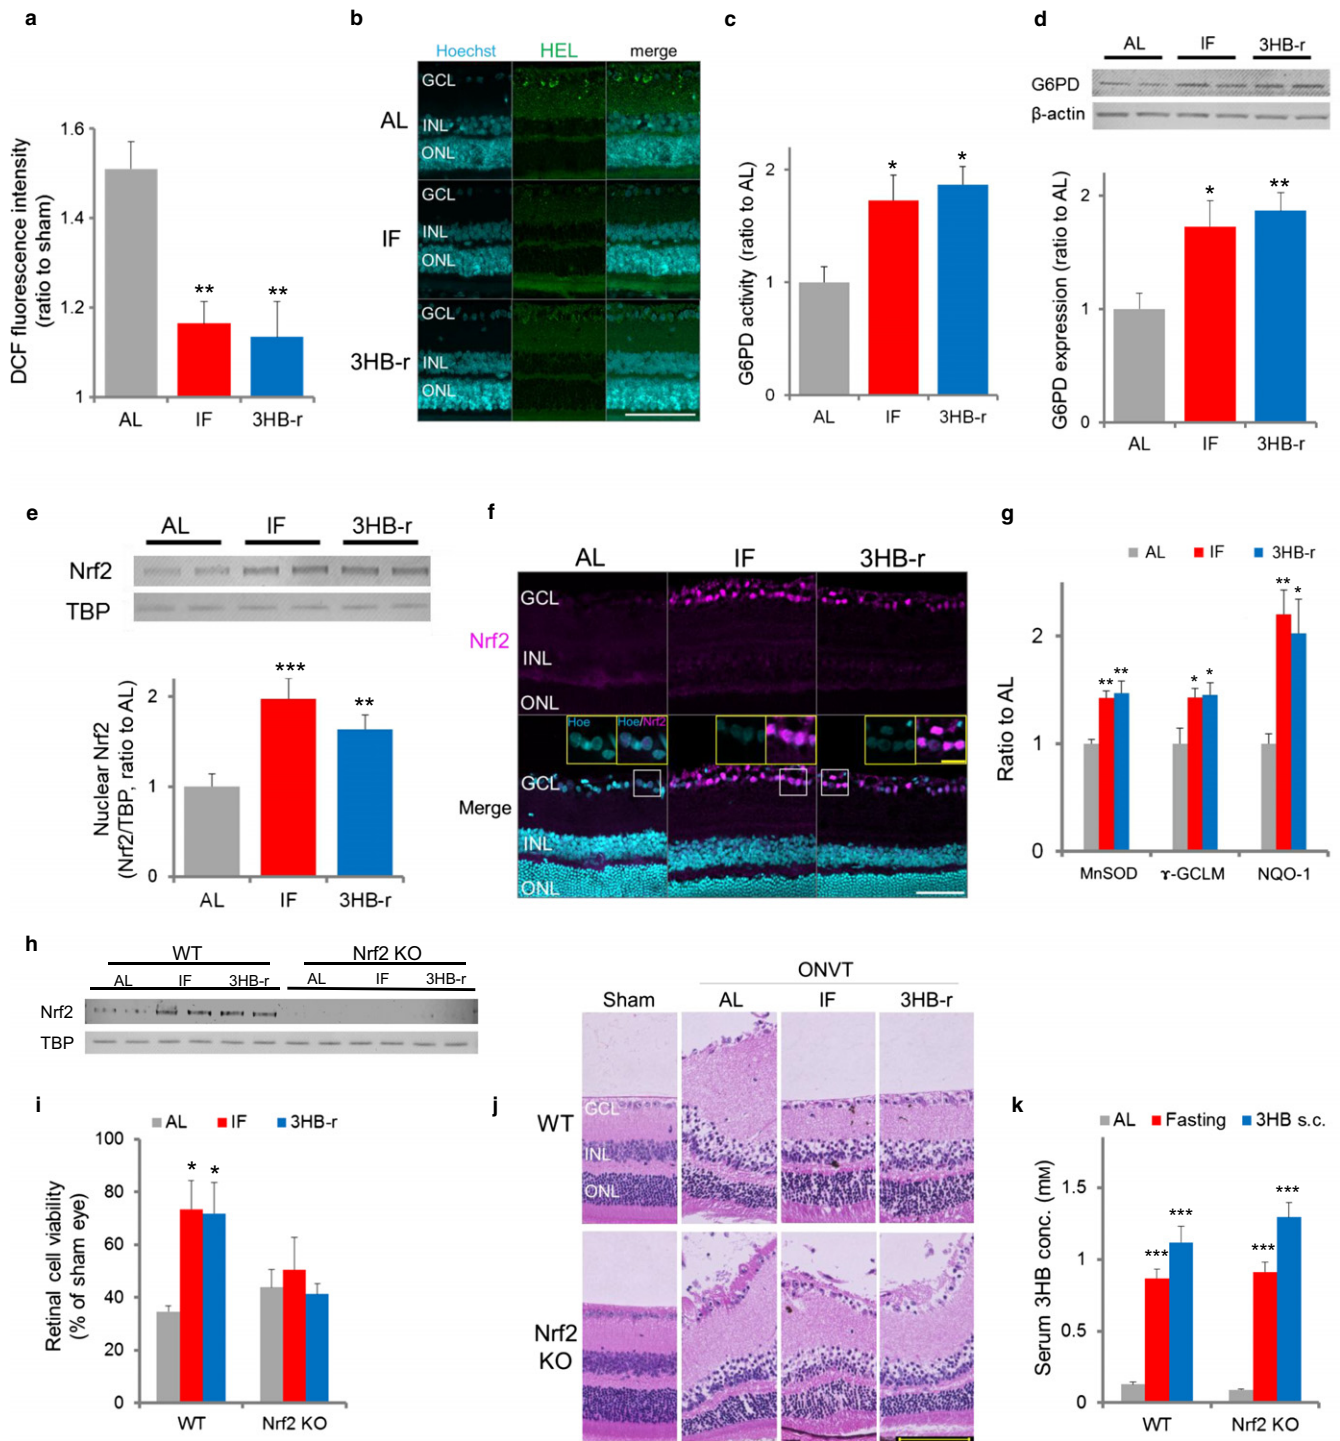 a
DCF fluorescence intensity
(ratio to sham)
1.6
1.4
1.2
1
**
**
AL IF 3HB-r
b
Hoechst HEL merge
AL
GCL
INL
ONL
IF
GCL
INL
ONL
3HB-r
GCL
INL
ONL
c
G6PD activity (ratio to AL)
2
1
0
*
*
AL IF 3HB-r
d
AL IF 3HB-r
G6PD
β-actin
G6PD expression (ratio to AL)
2
1
0
*
**
AL IF 3HB-r
e
AL IF 3HB-r
Nrf2
TBP
Nuclear Nrf2
(Nrf2/TBP, ratio to AL)
2
1
0
***
**
AL IF 3HB-r
f
AL IF 3HB-r
Nrf2
GCL
INL
ONL
Hoe Hoe/Nrf2
Merge
GCL
INL
ONL
g
AL IF 3HB-r
Ratio to AL
2
1
0
** **
* *
** *
MnSOD ϒ-GCLM NQO-1
h
WT Nrf2 KO
AL IF 3HB-r AL IF 3HB-r
Nrf2
TBP
i
AL IF 3HB-r
Retinal cell viability
(% of sham eye)
100
80
60
40
20
0
* *
WT Nrf2 KO
j
ONVT
Sham AL IF 3HB-r
WT
GCL
INL
ONL
Nrf2
KO
k
AL Fasting 3HB s.c.
Serum 3HB conc. (mM)
1.5
1
0.5
0
*** ***
*** ***
WT Nrf2 KO